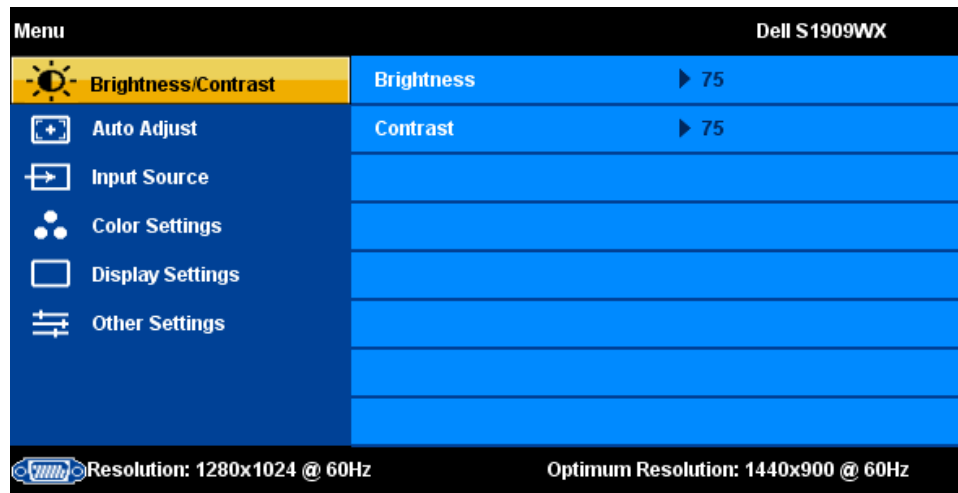 Menu Dell S1909WX
Brightness/Contrast Brightness 75
Auto Adjust Contrast 75
Input Source
Color Settings
Display Settings
Other Settings
Resolution: 1280x1024 @ 60Hz Optimum Resolution: 1440x900 @ 60Hz